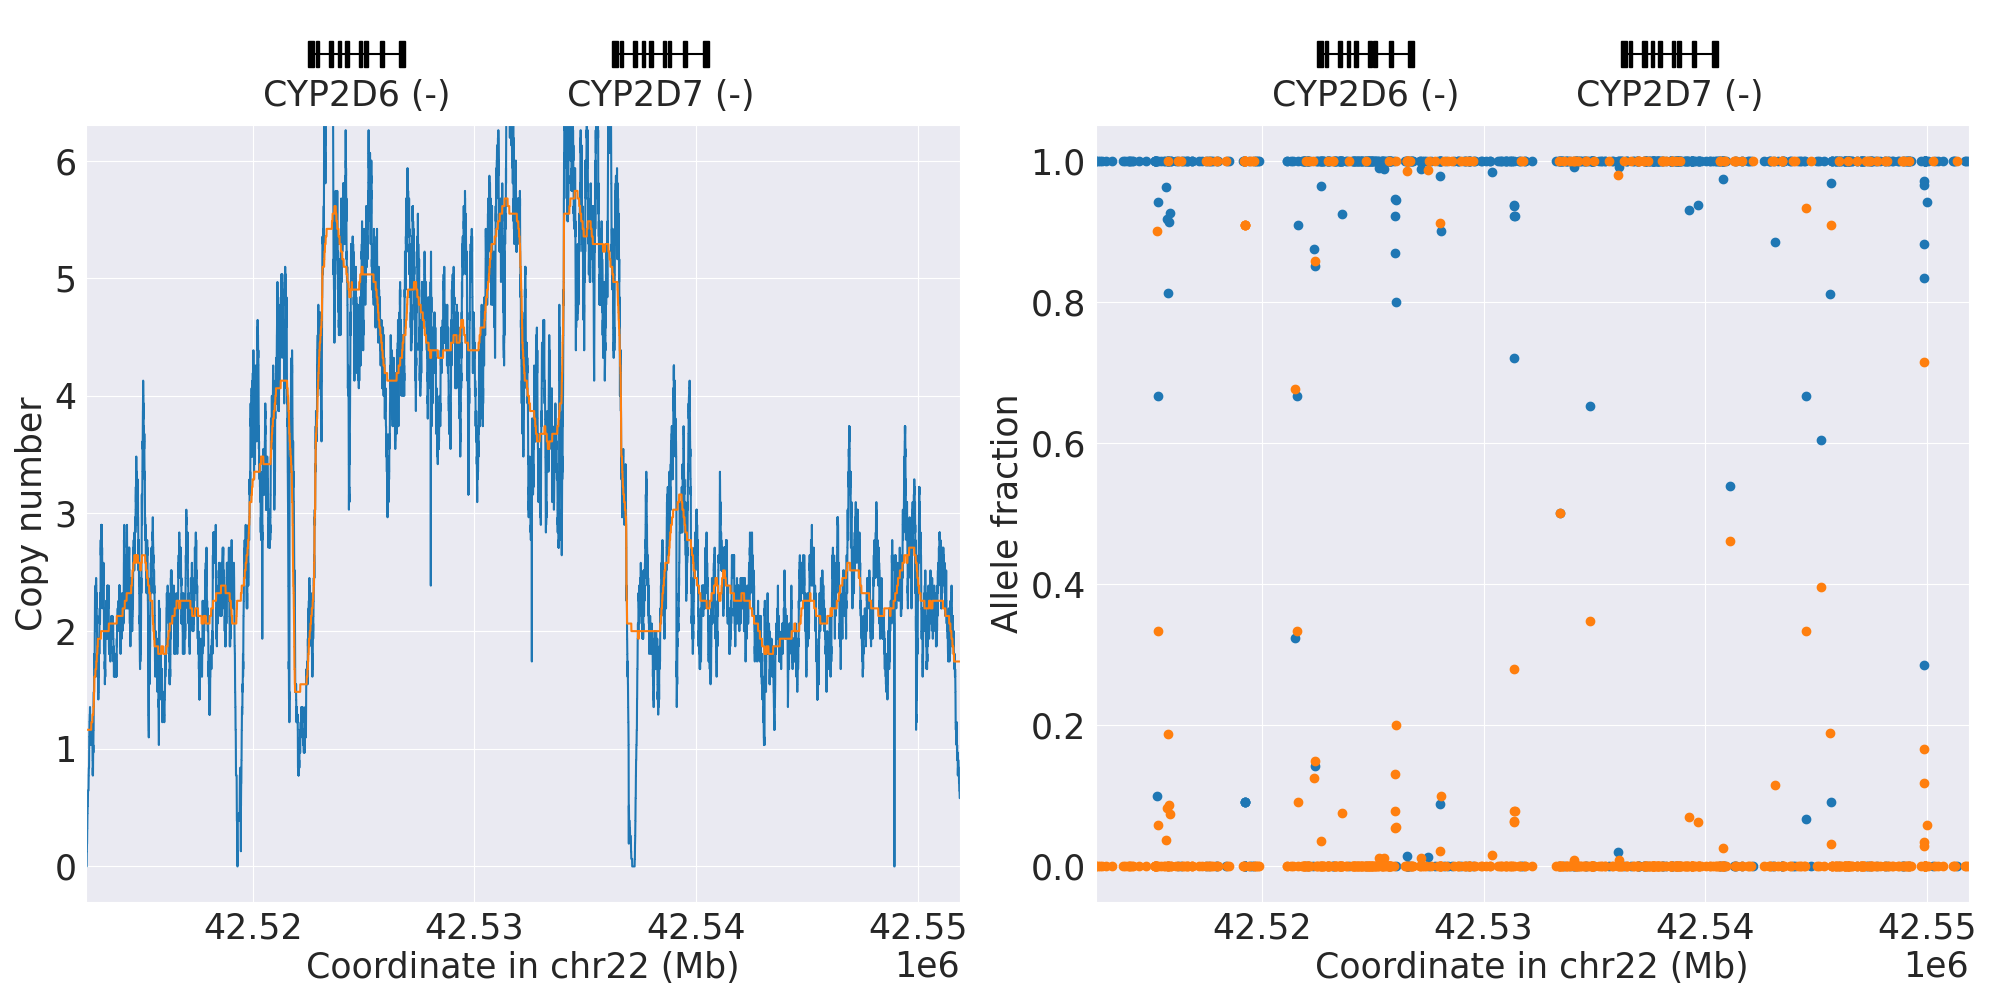 CYP2D6 (-)
CYP2D7 (-)
6
5
4
3
2
1
0
Copy number
42.52
42.53
42.54
42.55
Coordinate in chr22 (Mb)
1e6
CYP2D6 (-)
CYP2D7 (-)
1.0
0.8
0.6
0.4
0.2
0.0
Allele fraction
42.52
42.53
42.54
42.55
Coordinate in chr22 (Mb)
1e6